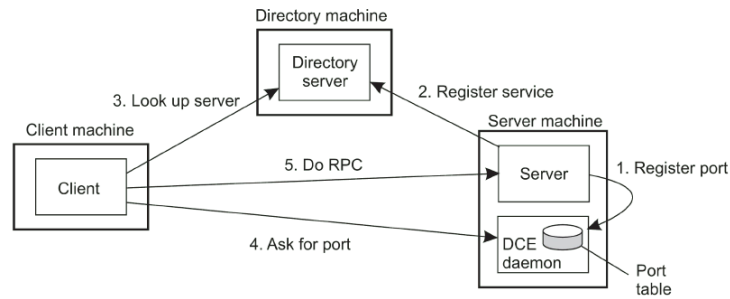 Directory machine
Directory
server
3. Look up server
2. Register service
Client machine
Server machine
5. Do RPC
1. Register port
Client
Server
4. Ask for port
DCE
daemon
Port
table